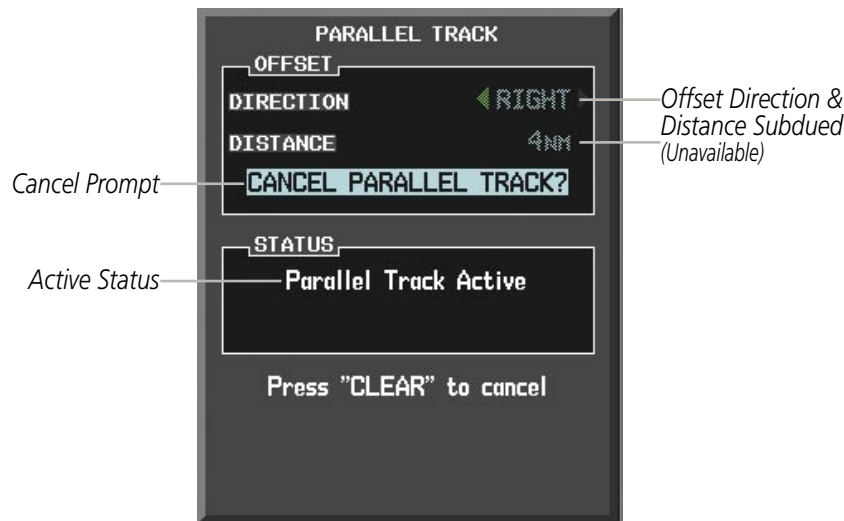 PARALLEL TRACK
OFFSET
DIRECTION RIGHT
Offset Direction &
Distance Subdued
(Unavailable)
DISTANCE 4NM
Cancel Prompt
CANCEL PARALLEL TRACK?
STATUS
Active Status
Parallel Track Active
Press "CLEAR" to cancel